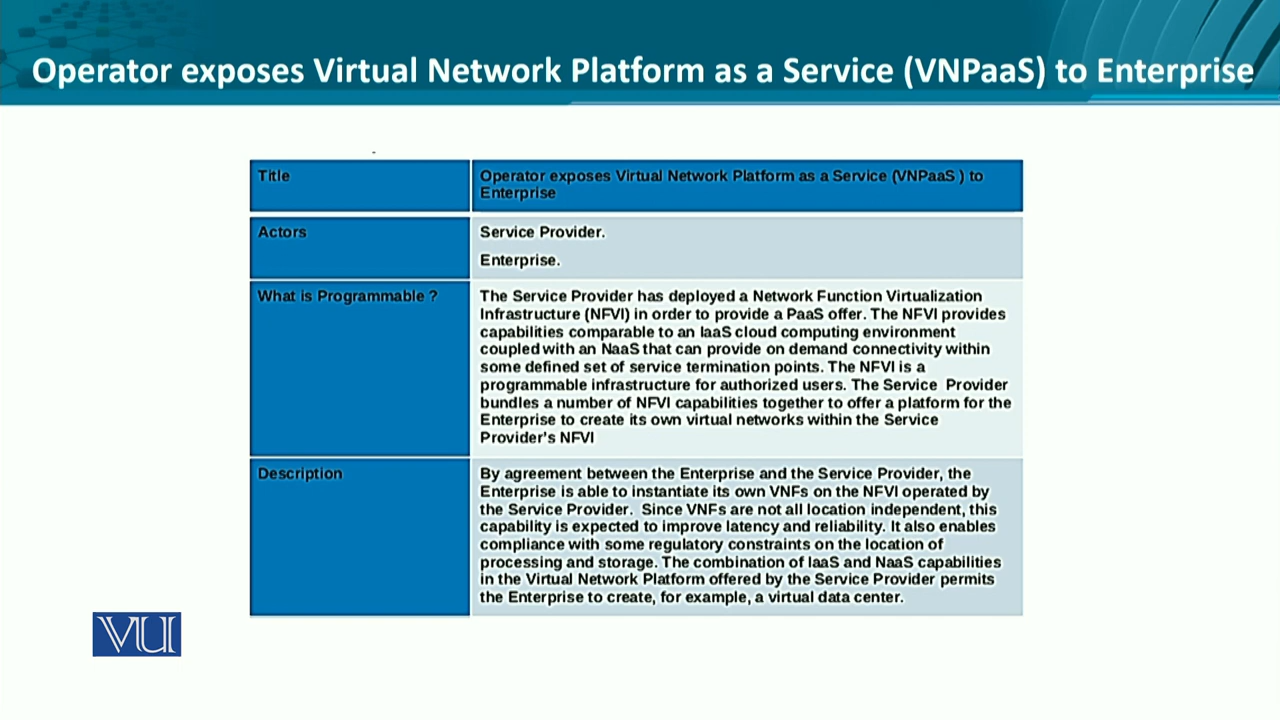 Operator exposes Virtual Network Platform as a Service (VNPaaS) to Enterprise
Title
Operator exposes Virtual Network Platform as a Service (VNPaaS ) to
Enterprise
Actors
Service Provider.
Enterprise.
What is Programmable ?
The Service Provider has deployed a Network Function Virtualization
Infrastructure (NFVI) in order to provide a PaaS offer. The NFVI provides
capabilities comparable to an IaaS cloud computing environment
coupled with an NaaS that can provide on demand connectivity within
some defined set of service termination points. The NFVI is a
programmable infrastructure for authorized users. The Service Provider
bundles a number of NFVI capabilities together to offer a platform for the
Enterprise to create its own virtual networks within the Service
Provider's NFVI
Description
By agreement between the Enterprise and the Service Provider, the
Enterprise is able to instantiate its own VNFs on the NFVI operated by
the Service Provider. Since VNFs are not all location independent, this
capability is expected to improve latency and reliability. It also enables
compliance with some regulatory constraints on the location of
processing and storage. The combination of IaaS and NaaS capabilities
in the Virtual Network Platform offered by the Service Provider permits
the Enterprise to create, for example, a virtual data center.
VU